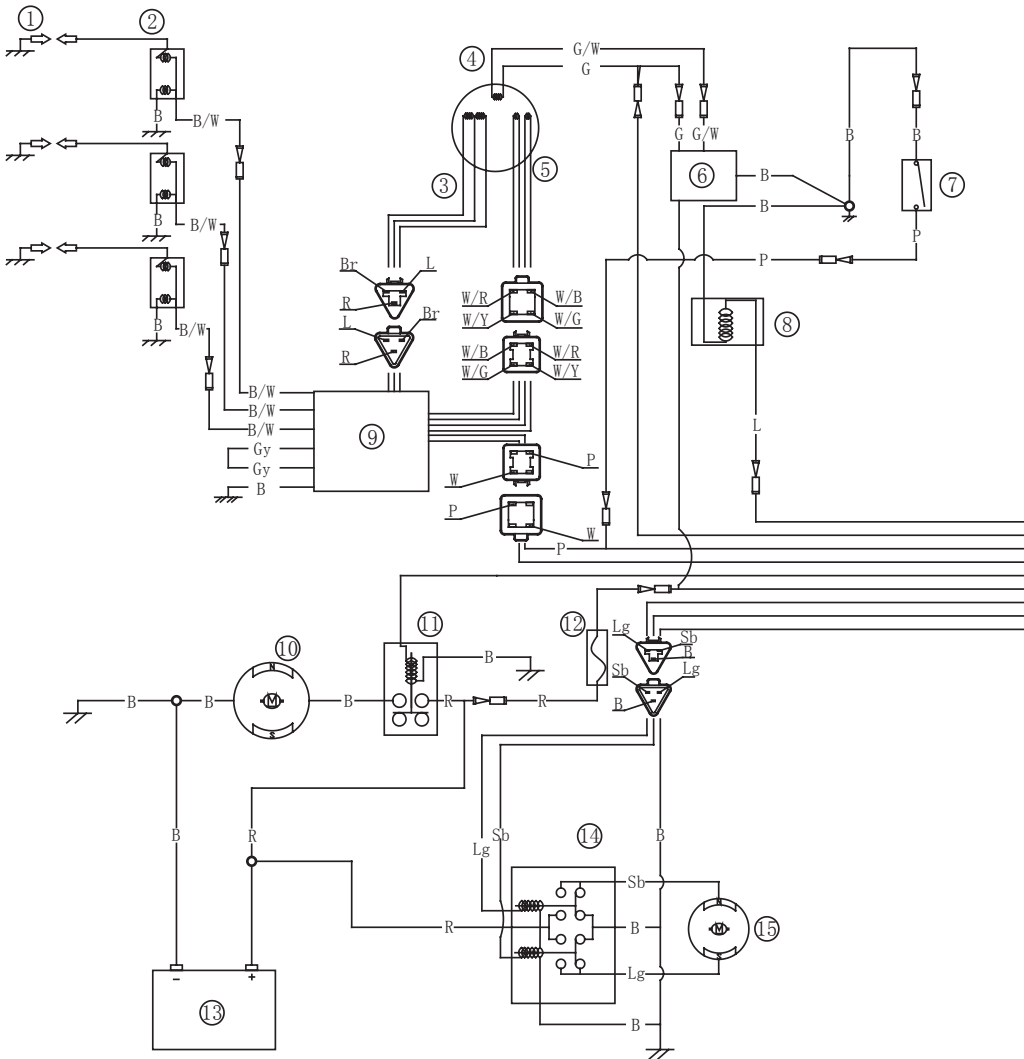 ① ②
④
G/W
G
B
B/W
G G/W
B
B
⑤
③
⑥
B
⑦
B
B/W
B
P
P
Br L
R
W/R W/B
W/Y W/G
L Br
R
W/B W/R
W/G W/Y
⑧
B
B/W
B/W
B/W
B/W
Gy
Gy
B
⑨
L
P
W
P
W
P
⑪
⑫
⑩
Lg Sb
B
Sb Lg
B
B
N
M
S
B
B
B
R
R
B
R
Sb
Lg
B
⑭
Sb
N
M
S
⑮
R
B
Lg
B
- +
⑬